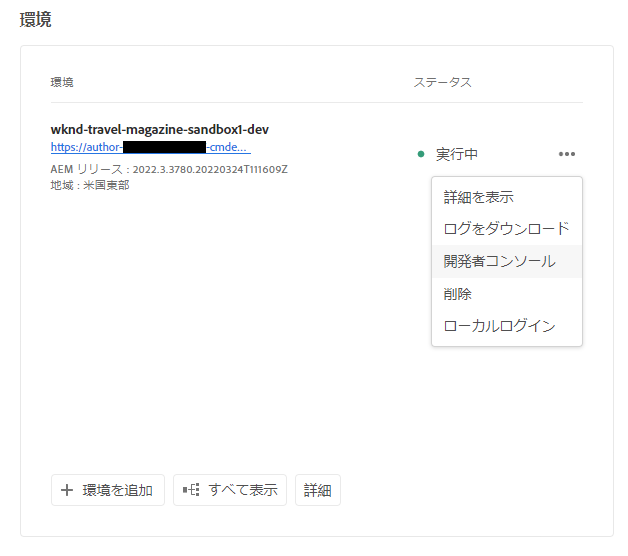 環境
環境 ステータス
wknd-travel-magazine-sandbox1-dev
https://author- -cmde...
実行中
AEM リリース : 2022.3.3780.20220324T111609Z
地域 : 米国東部
詳細を表示
ログをダウンロード
開発者コンソール
削除
ローカルログイン
環境を追加 すべて表示 詳細